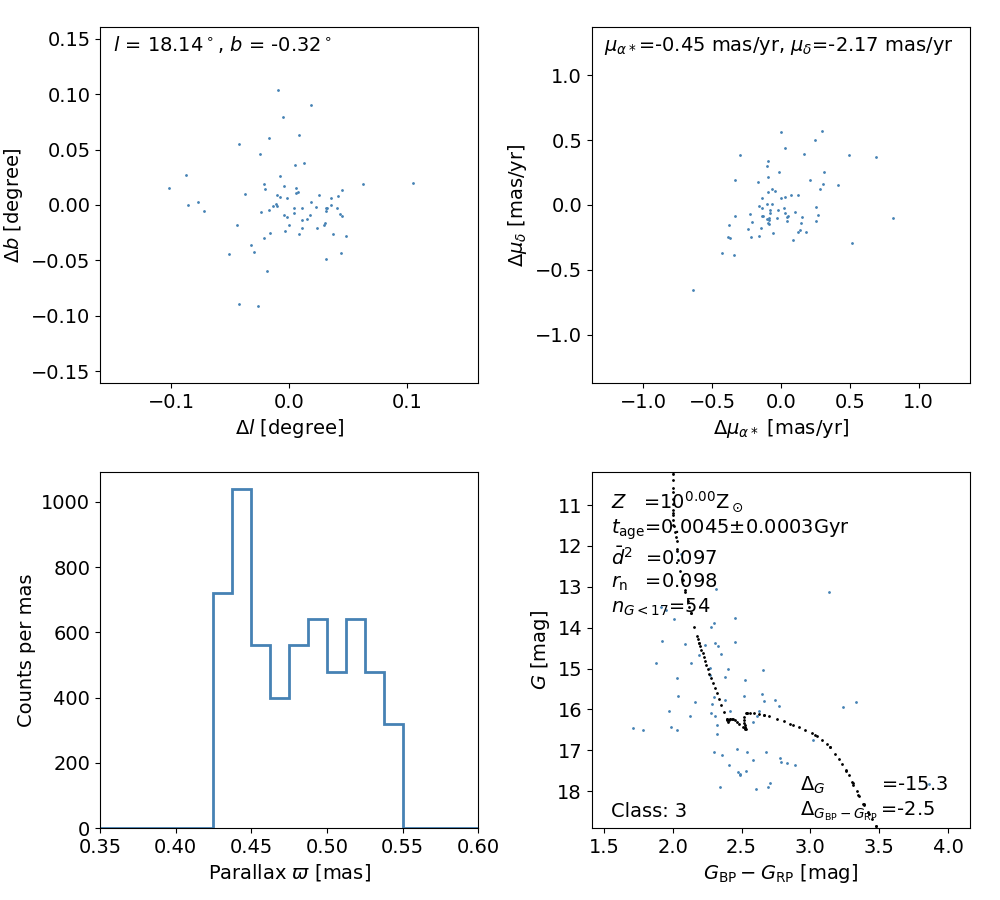 l = 18.14°, b = -0.32°
0.15
0.10
0.05
0.00
−0.05
−0.10
−0.15
Δb [degree]
−0.1 0.0 0.1
Δl [degree]
μα*=-0.45 mas/yr, μδ=-2.17 mas/yr
1.0
0.5
0.0
−0.5
−1.0
Δμδ [mas/yr]
−1.0 −0.5 0.0 0.5 1.0
Δμα* [mas/yr]
1000
800
600
400
200
0
Counts per mas
0.35 0.40 0.45 0.50 0.55 0.60
Parallax ϖ [mas]
Z =10^0.00 Z⊙
t_age=0.0045±0.0003Gyr
d̄² =0.097
r_n =0.098
n_G<17=54
11
12
13
14
15
16
17
18
G [mag]
Δ_G =-15.3
Δ_GBP−GRP=-2.5
Class: 3
1.5 2.0 2.5 3.0 3.5 4.0
G_BP − G_RP [mag]